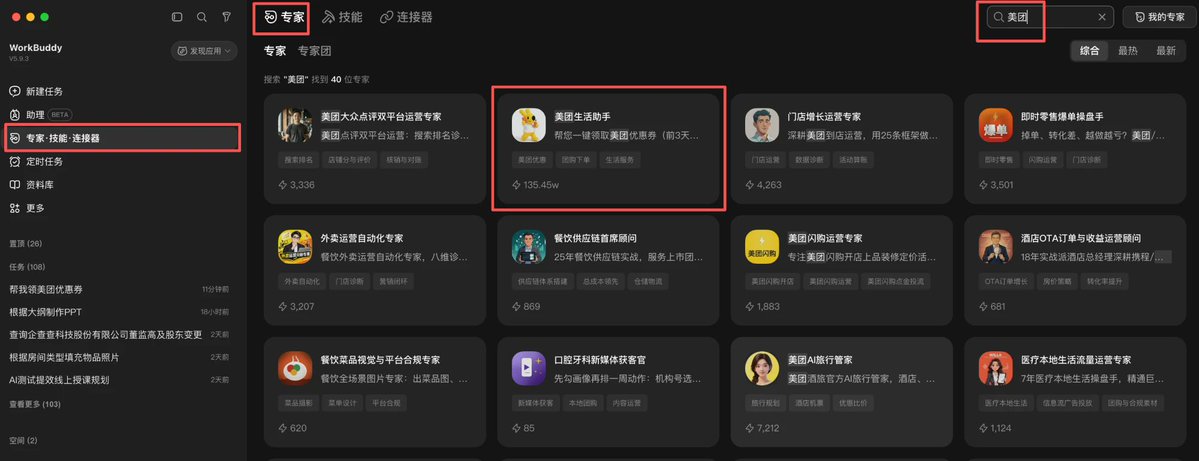 WorkBuddy
V5.9.3
发现应用
新建任务
助理 BETA
专家·技能·连接器
定时任务
资料库
更多
置顶 (26)
任务 (108)
帮我领美团优惠券 11分钟前
根据大纲制作PPT 18小时前
查询企查查科技股份有限公司董监高及股东变更 2天前
根据房间类型填充物品照片 2天前
AI测试提效线上授课规划 2天前
查看更多 (103)
空间 (2)
专家 技能 连接器
美团
我的专家
专家 专家团
综合 最热 最新
搜索 "美团" 找到 40 位专家
美团大众点评双平台运营专家
美团点评双平台运营：搜索排名诊...
搜索排名 店铺分与评价 核销与对账
3,336
美团生活助手
帮您一键领取美团优惠券（前3天...
美团优惠 团购下单 生活服务
135.45w
门店增长运营专家
深耕美团到店运营，用25条框架做...
门店运营 数据诊断 活动算账
4,263
即时零售爆单操盘手
掉单、转化差、越做越亏？美团/...
即时零售 闪购运营 门店诊断
3,501
外卖运营自动化专家
餐饮外卖运营自动化专家，八维诊...
外卖自动化 门店诊断 营销闭环
3,207
餐饮供应链首席顾问
25年餐饮供应链实战，服务上市团...
供应链体系搭建 总成本领先 仓储物流
869
美团闪购
美团闪购运营专家
专注美团闪购开店上品装修定价活...
美团闪购开店 美团闪购运营 美团闪购点金投流
1,883
酒店OTA订单与收益运营顾问
18年实战派酒店总经理深耕携程/...
OTA订单增长 房价策略 转化率提升
681
餐饮菜品视觉与平台合规专家
餐饮全场景图片专家：出菜品图、...
菜品摄影 菜单设计 平台合规
620
口腔牙科新媒体获客官
先勾画像再排一周动作：机构号选...
新媒体获客 本地团购 内容运营
85
美团AI旅行管家
美团酒旅官方AI旅行管家，酒店、...
旅行规划 酒店机票 优惠比价
7,212
医疗本地生活流量运营专家
7年医疗本地生活操盘手，精通巨...
医疗本地生活 信息流广告投放 团购与合规素材
1,124